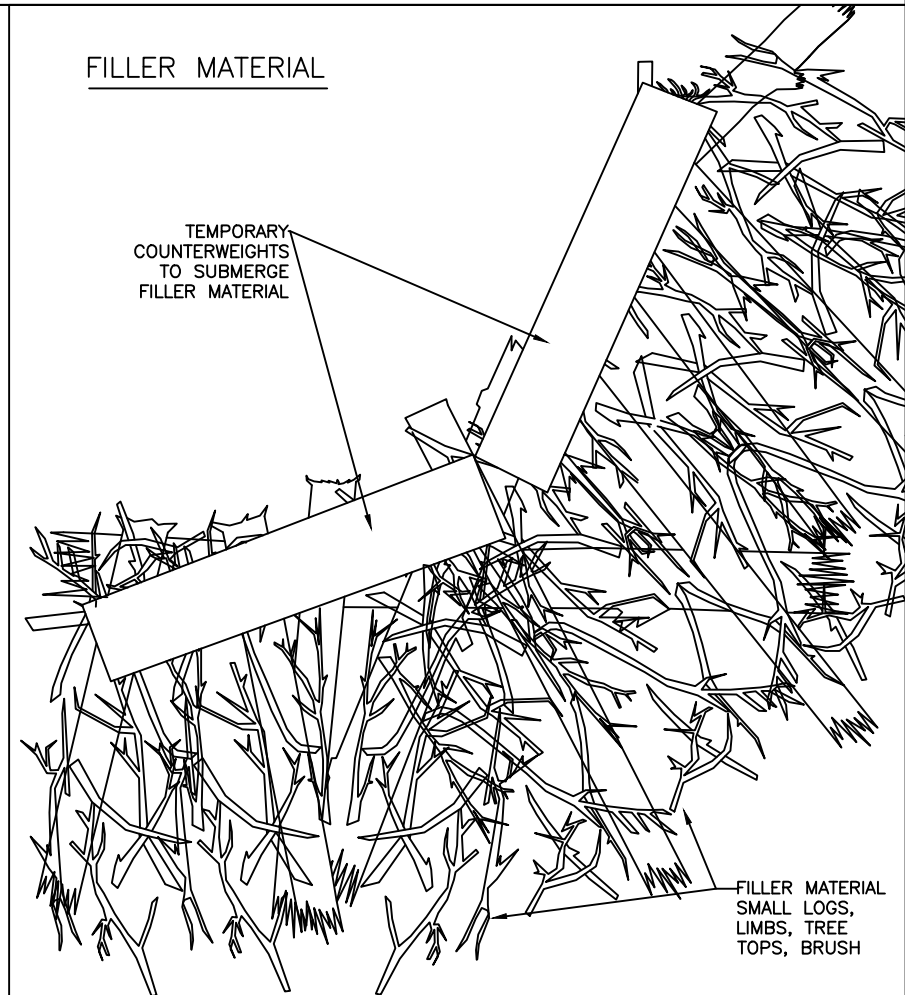 FILLER MATERIAL
TEMPORARY
COUNTERWEIGHTS
TO SUBMERGE
FILLER MATERIAL
FILLER MATERIAL
SMALL LOGS,
LIMBS, TREE
TOPS, BRUSH